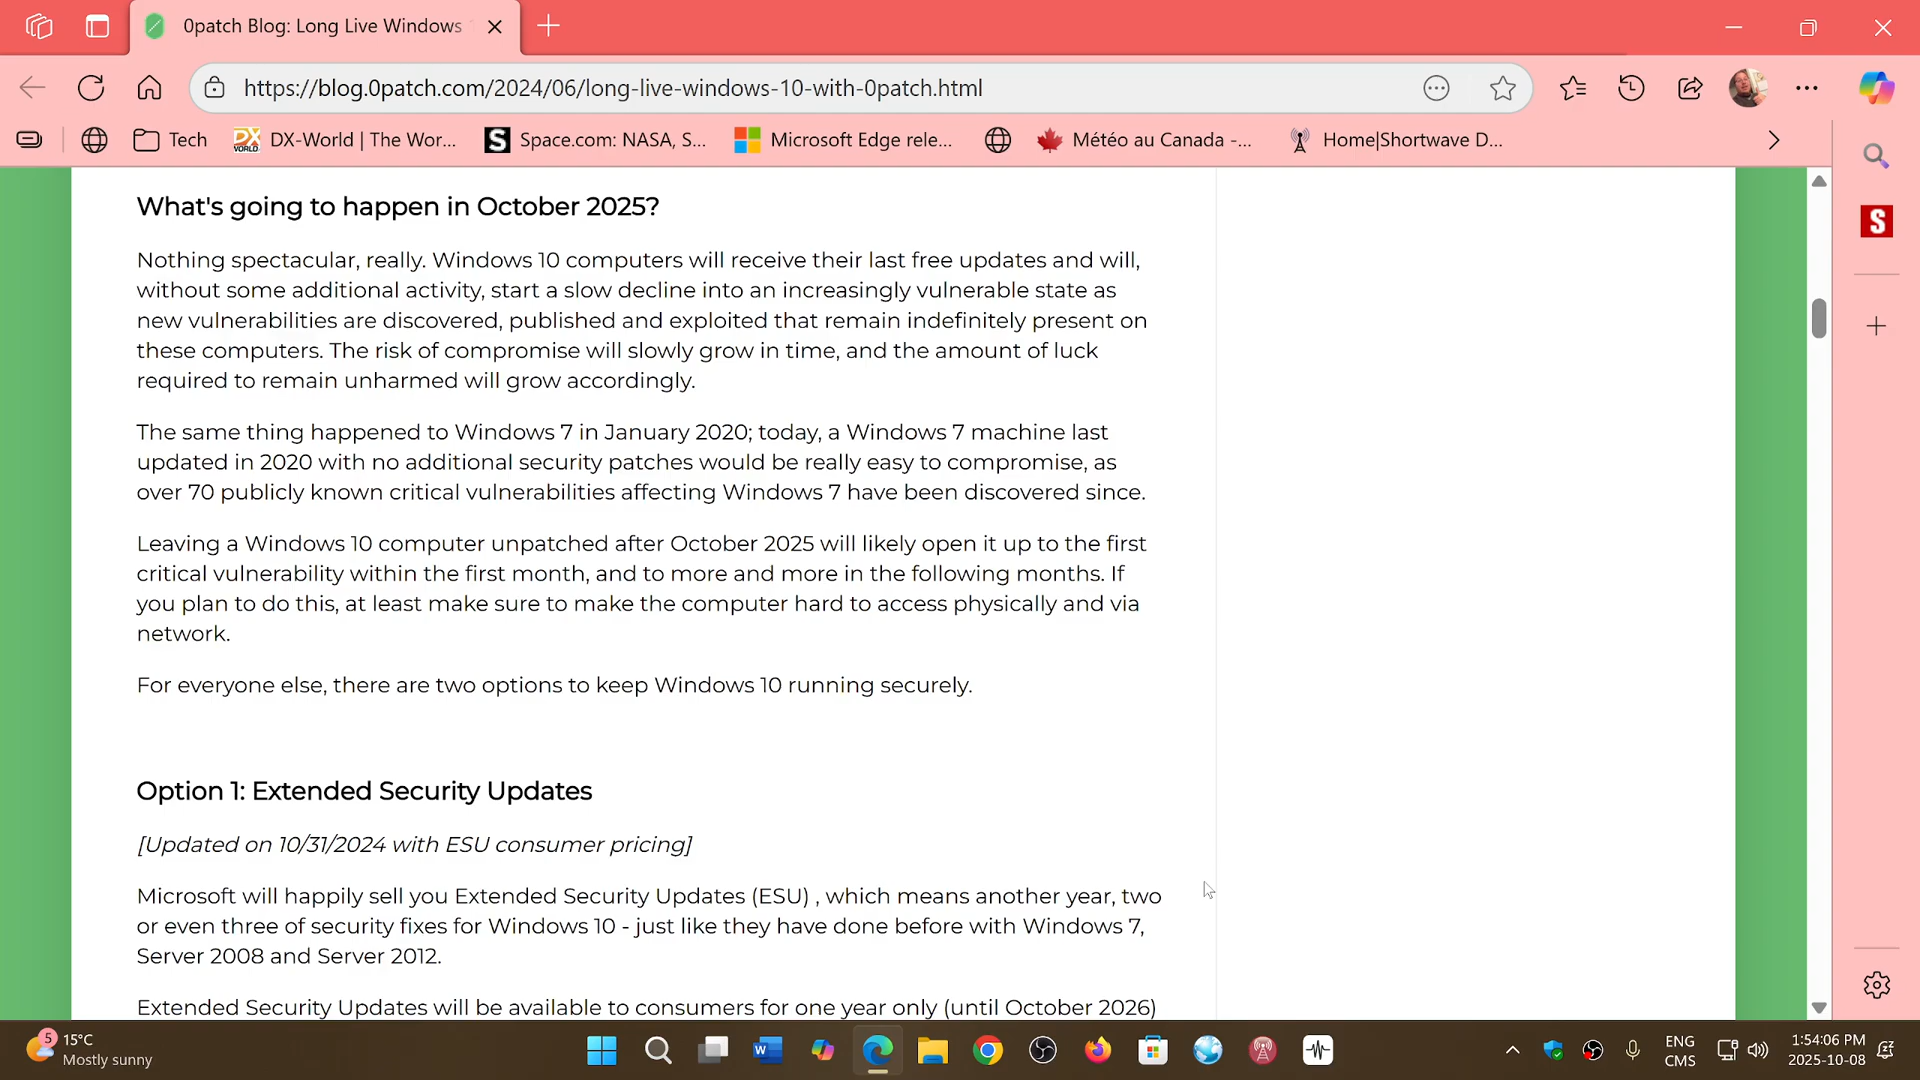 0patch Blog: Long Live Windows
https://blog.0patch.com/2024/06/long-live-windows-10-with-0patch.html
Tech
DX-World | The Wor...
Space.com: NASA, S...
Microsoft Edge rele...
Météo au Canada -...
Home|Shortwave D...
What's going to happen in October 2025?
Nothing spectacular, really. Windows 10 computers will receive their last free updates and will,
without some additional activity, start a slow decline into an increasingly vulnerable state as
new vulnerabilities are discovered, published and exploited that remain indefinitely present on
these computers. The risk of compromise will slowly grow in time, and the amount of luck
required to remain unharmed will grow accordingly.
The same thing happened to Windows 7 in January 2020; today, a Windows 7 machine last
updated in 2020 with no additional security patches would be really easy to compromise, as
over 70 publicly known critical vulnerabilities affecting Windows 7 have been discovered since.
Leaving a Windows 10 computer unpatched after October 2025 will likely open it up to the first
critical vulnerability within the first month, and to more and more in the following months. If
you plan to do this, at least make sure to make the computer hard to access physically and via
network.
For everyone else, there are two options to keep Windows 10 running securely.
Option 1: Extended Security Updates
[Updated on 10/31/2024 with ESU consumer pricing]
Microsoft will happily sell you Extended Security Updates (ESU) , which means another year, two
or even three of security fixes for Windows 10 - just like they have done before with Windows 7,
Server 2008 and Server 2012.
Extended Security Updates will be available to consumers for one year only (until October 2026)
5
15°C
Mostly sunny
ENG
CMS
1:54:06 PM
2025-10-08